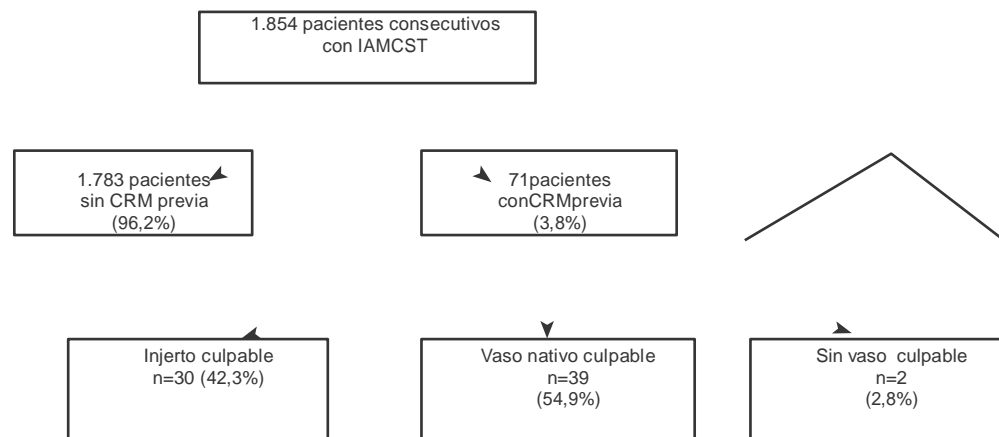 1.854 pacientes consecutivos
con IAMCST
1.783 pacientes
sin CRM previa
(96,2%)
71pacientes
conCRMprevia
(3,8%)
Injerto culpable
n=30 (42,3%)
Vaso nativo culpable
n=39
(54,9%)
Sin vaso culpable
n=2
(2,8%)